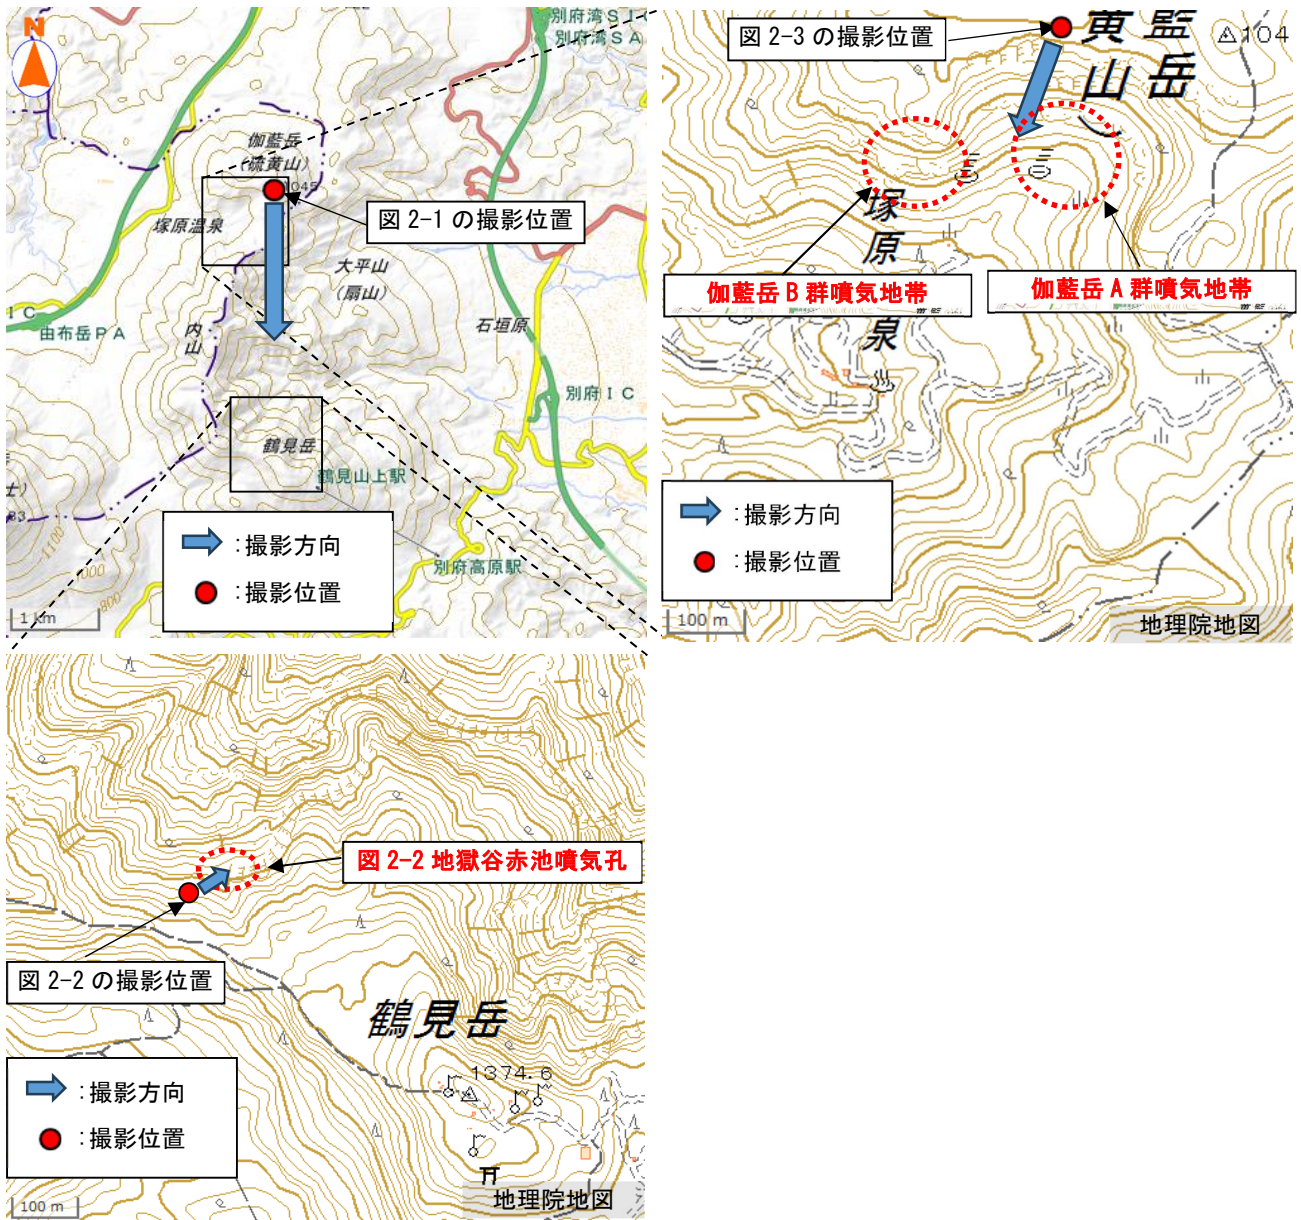 N
別府湾SI
別府湾SA
伽藍岳
(硫黄山)
1045
図 2-1 の撮影位置
塚原温泉
大平山
(扇山)
石垣原
IC
由布岳PA
内山
別府IC
鶴見岳
鶴見山上駅
士)
83
1100
1000
800
別府高原駅
:撮影方向
:撮影位置
1 km
図 2-3 の撮影位置
黄山
藍岳
104
塚原
泉
伽藍岳 B 群噴気地帯
伽藍岳 A 群噴気地帯
:撮影方向
:撮影位置
100 m
地理院地図
図 2-2 地獄谷赤池噴気孔
図 2-2 の撮影位置
鶴見岳
1374.6
:撮影方向
:撮影位置
100 m
地理院地図